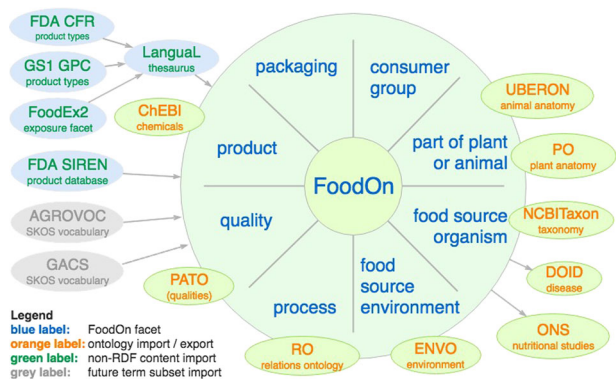 FDA CFR
product types
GS1 GPC
product types
LanguaL
thesaurus
FoodEx2
exposure facet
ChEBI
chemicals
FDA SIREN
product database
AGROVOC
SKOS vocabulary
GACS
SKOS vocabulary
PATO
(qualities)
packaging
consumer
group
product
part of plant
or animal
FoodOn
quality
food source
organism
process
food
source
environment
UBERON
animal anatomy
PO
plant anatomy
NCBITaxon
taxonomy
DOID
disease
ONS
nutritional studies
RO
relations ontology
ENVO
environment
Legend
blue label: FoodOn facet
orange label: ontology import / export
green label: non-RDF content import
grey label: future term subset import